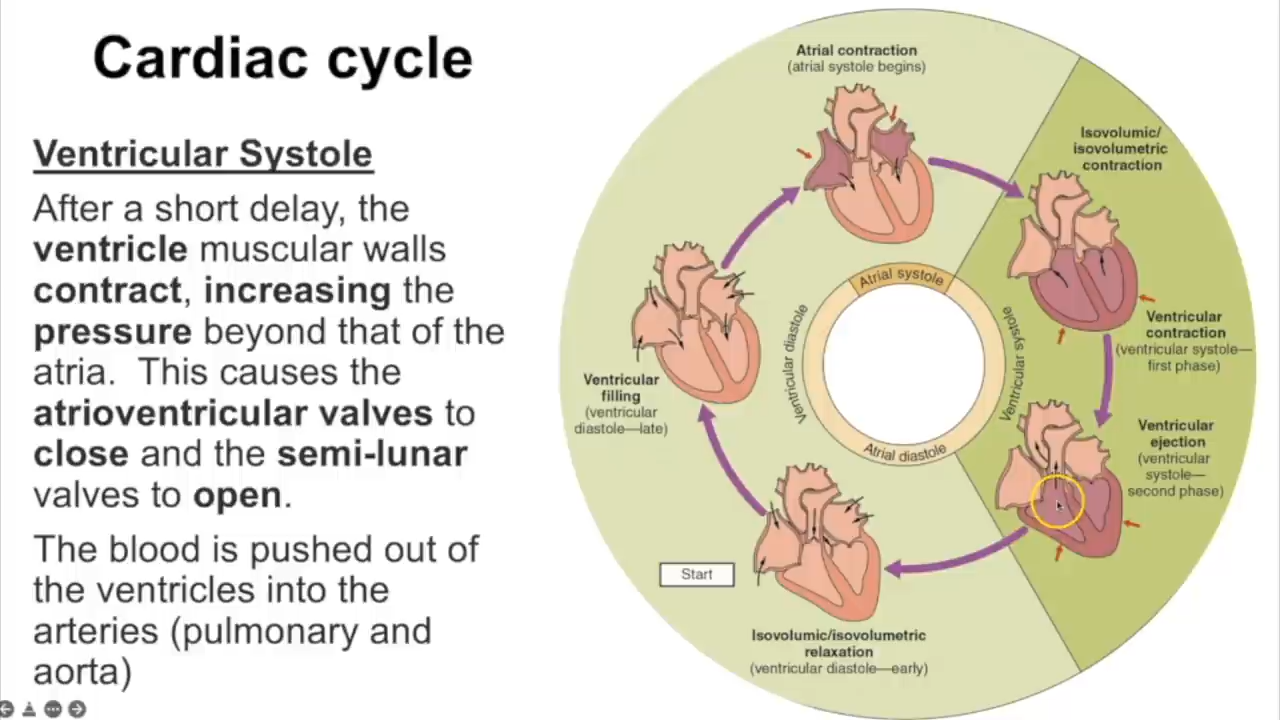 Cardiac cycle
Ventricular Systole
After a short delay, the
ventricle muscular walls
contract, increasing the
pressure beyond that of the
atria.  This causes the
atrioventricular valves to
close and the semi-lunar
valves to open.
The blood is pushed out of
the ventricles into the
arteries (pulmonary and
aorta)
Atrial contraction
(atrial systole begins)
Isovolumic/
isovolumetric
contraction
Ventricular
contraction
(ventricular systole—
first phase)
Ventricular
ejection
(ventricular
systole—
second phase)
Isovolumic/isovolumetric
relaxation
(ventricular diastole—early)
Start
Ventricular
filling
(ventricular
diastole—late)
Atrial systole
Ventricular systole
Atrial diastole
Ventricular diastole